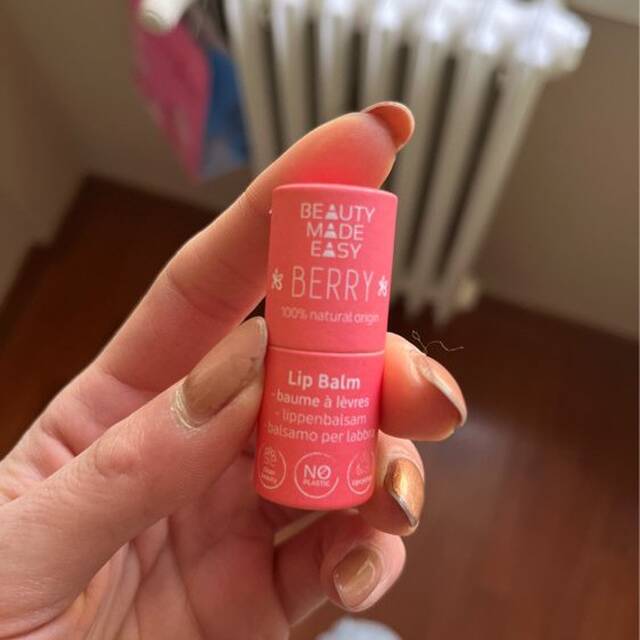 BEAUTY
MADE
EASY
BERRY
100% natural origin
Lip Balm
- baume à lèvres
- lippenbalsam
balsamo per labbra
NO
PLASTIC